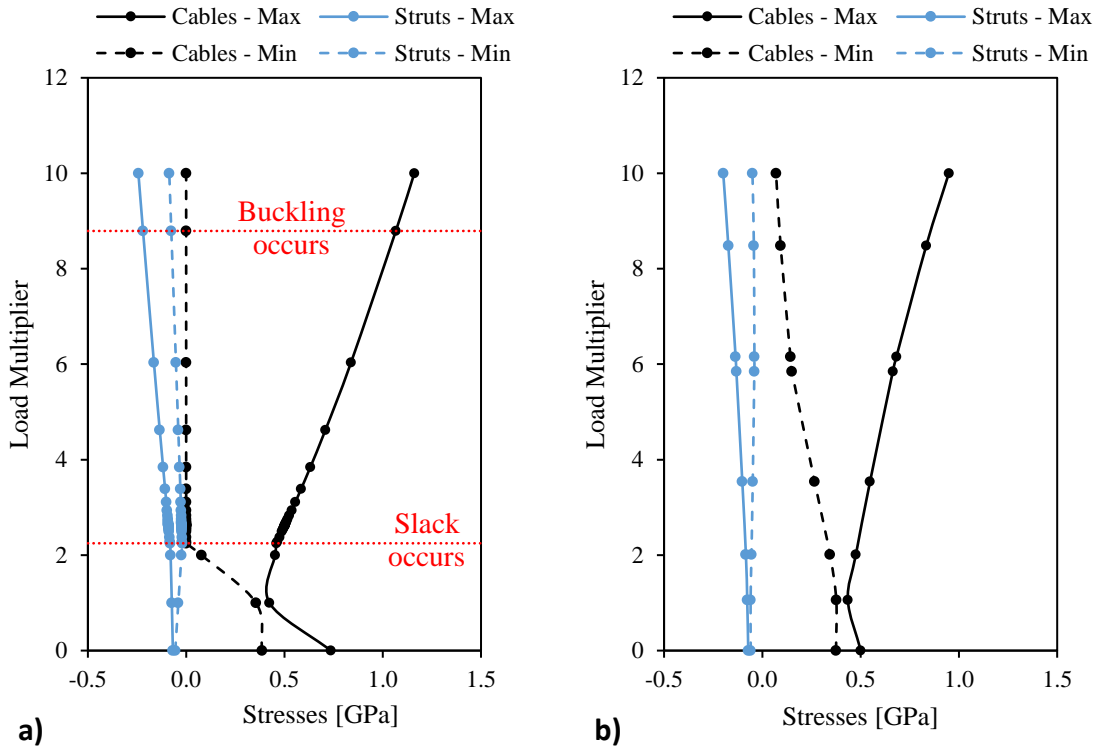 Cables - Max Struts - Max
Cables - Min Struts - Min
12
10
8
6
4
2
0
Load Multiplier
Buckling
occurs
Slack
occurs
-0.5 0.0 0.5 1.0 1.5
Stresses [GPa]
a)
Cables - Max Struts - Max
Cables - Min Struts - Min
12
10
8
6
4
2
0
Load Multiplier
-0.5 0.0 0.5 1.0 1.5
Stresses [GPa]
b)